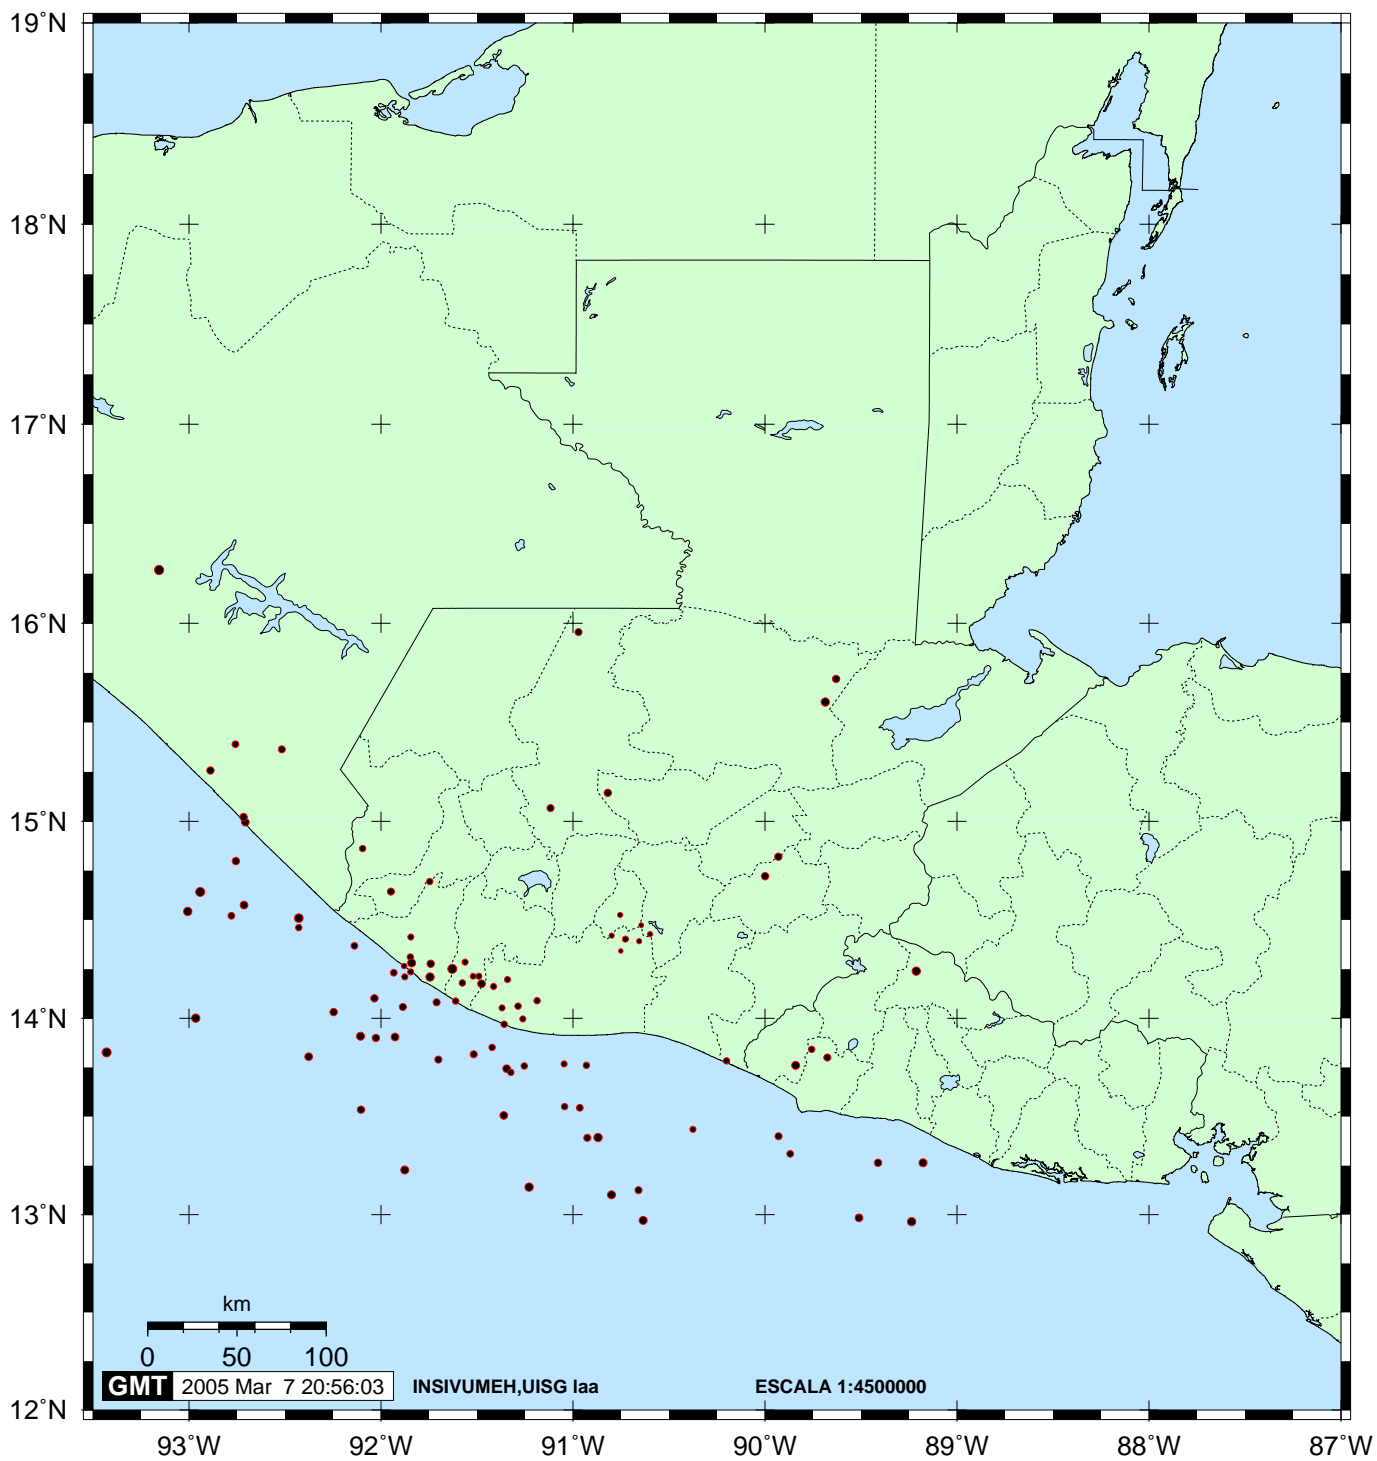 19°N
18°N
17°N
16°N
15°N
14°N
13°N
12°N
km
0 50 100
GMT 2005 Mar 7 20:56:03 INSIVUMEH,UISG laa ESCALA 1:4500000
93°W 92°W 91°W 90°W 89°W 88°W 87°W